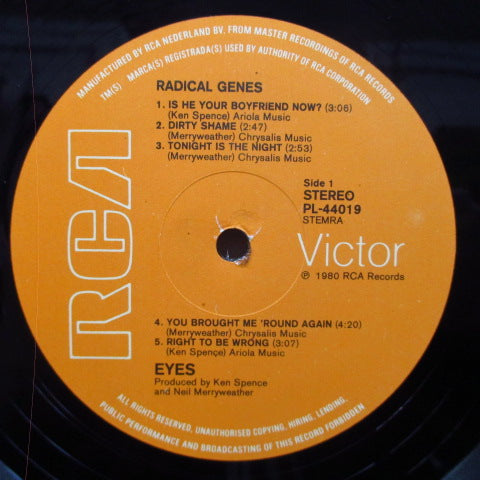 MANUFACTURED BY RCA NEDERLAND BV, FROM MASTER RECORDINGS OF RCA RECORDS
TM(S) MARCA(S) REGISTRADA(S) USED BY AUTHORITY OF RCA CORPORATION
RCA
RADICAL GENES
1. IS HE YOUR BOYFRIEND NOW? (3:06)
(Ken Spence) Ariola Music
2. DIRTY SHAME (2:47)
(Merryweather) Chrysalis Music
3. TONIGHT IS THE NIGHT (2:53)
(Merryweather) Chrysalis Music
Side 1
STEREO
PL-44019
STEMRA
Victor
℗ 1980 RCA Records
4. YOU BROUGHT ME 'ROUND AGAIN (4:20)
(Merryweather) Chrysalis Music
5. RIGHT TO BE WRONG (3:07)
(Ken Spence) Ariola Music
EYES
Produced by Ken Spence
and Neil Merryweather
ALL RIGHTS RESERVED, UNAUTHORISED COPYING, HIRING, LENDING,
PUBLIC PERFORMANCE AND BROADCASTING OF THIS RECORD FORBIDDEN